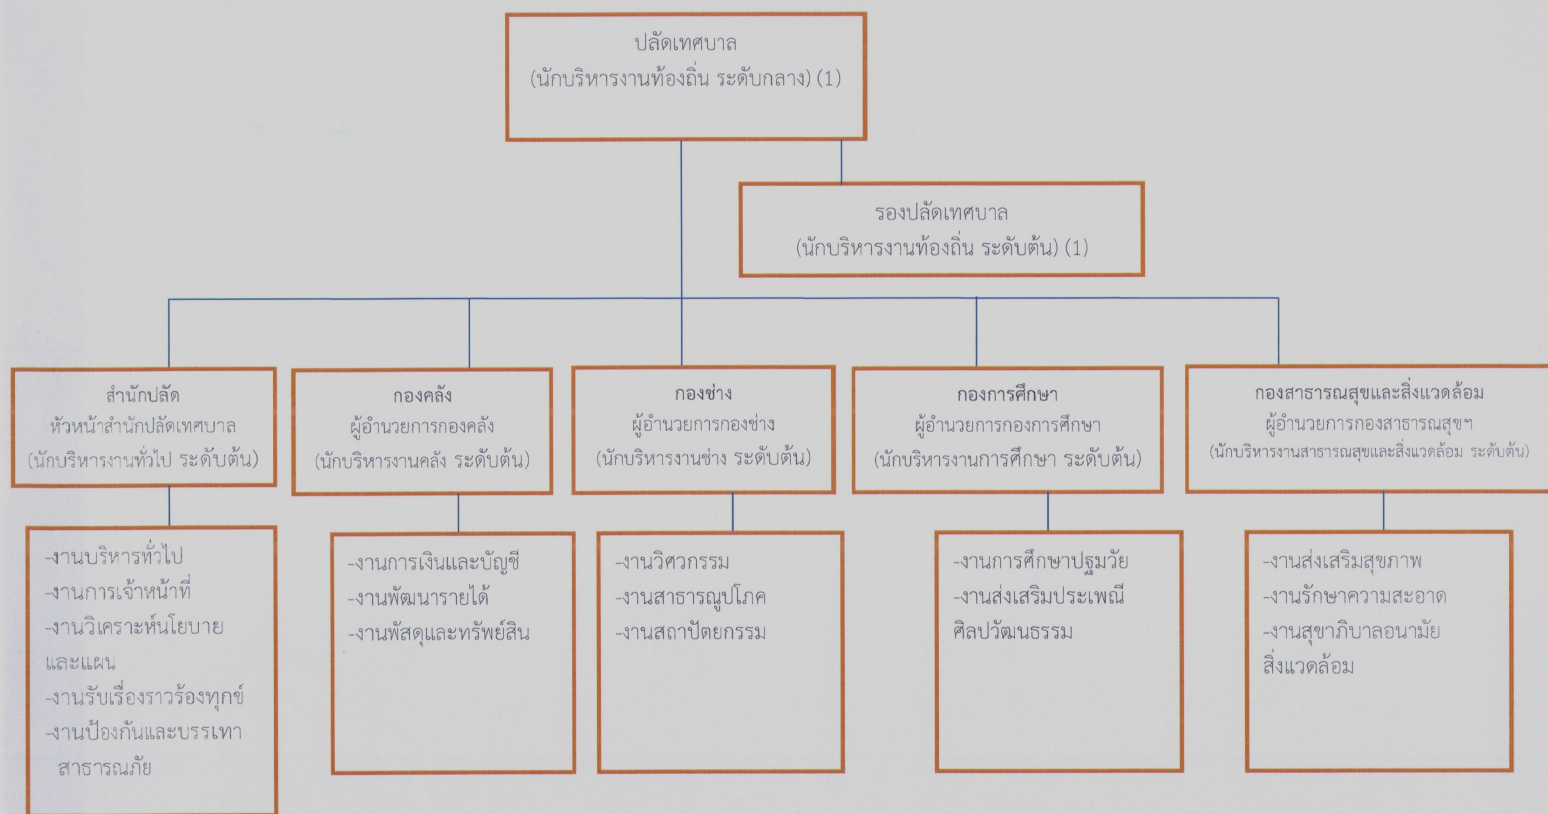 ปลัดเทศบาล
(นักบริหารงานท้องถิ่น ระดับกลาง) (1)
รองปลัดเทศบาล
(นักบริหารงานท้องถิ่น ระดับต้น) (1)
สำนักปลัด
หัวหน้าสำนักปลัดเทศบาล
(นักบริหารงานทั่วไป ระดับต้น)
กองคลัง
ผู้อำนวยการกองคลัง
(นักบริหารงานคลัง ระดับต้น)
กองช่าง
ผู้อำนวยการกองช่าง
(นักบริหารงานช่าง ระดับต้น)
กองการศึกษา
ผู้อำนวยการกองการศึกษา
(นักบริหารงานการศึกษา ระดับต้น)
กองสาธารณสุขและสิ่งแวดล้อม
ผู้อำนวยการกองสาธารณสุขฯ
(นักบริหารงานสาธารณสุขและสิ่งแวดล้อม ระดับต้น)
-งานบริหารทั่วไป
-งานการเจ้าหน้าที่
-งานวิเคราะห์นโยบาย
และแผน
-งานรับเรื่องราวร้องทุกข์
-งานป้องกันและบรรเทา
สาธารณภัย
-งานการเงินและบัญชี
-งานพัฒนารายได้
-งานพัสดุและทรัพย์สิน
-งานวิศวกรรม
-งานสาธารณูปโภค
-งานสถาปัตยกรรม
-งานการศึกษาปฐมวัย
-งานส่งเสริมประเพณี
ศิลปวัฒนธรรม
-งานส่งเสริมสุขภาพ
-งานรักษาความสะอาด
-งานสุขาภิบาลอนามัย
สิ่งแวดล้อม